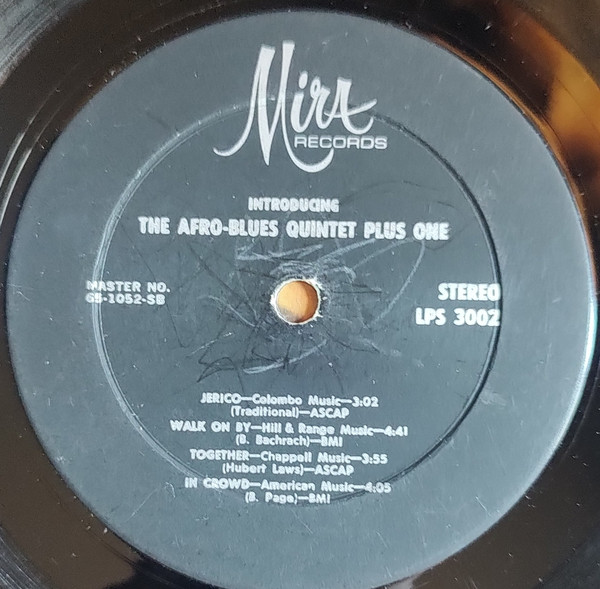 Mira
RECORDS
INTRODUCING
THE AFRO-BLUES QUINTET PLUS ONE
MASTER NO.
65-1052-SB
STEREO
LPS 3002
JERICO—Colombo Music—3:02
(Traditional)—ASCAP
WALK ON BY—Hill & Range Music—4:41
(B. Bachrach)—BMI
TOGETHER—Chappell Music—3:55
(Hubert Laws)—ASCAP
IN CROWD—American Music—4:05
(B. Page)—BMI